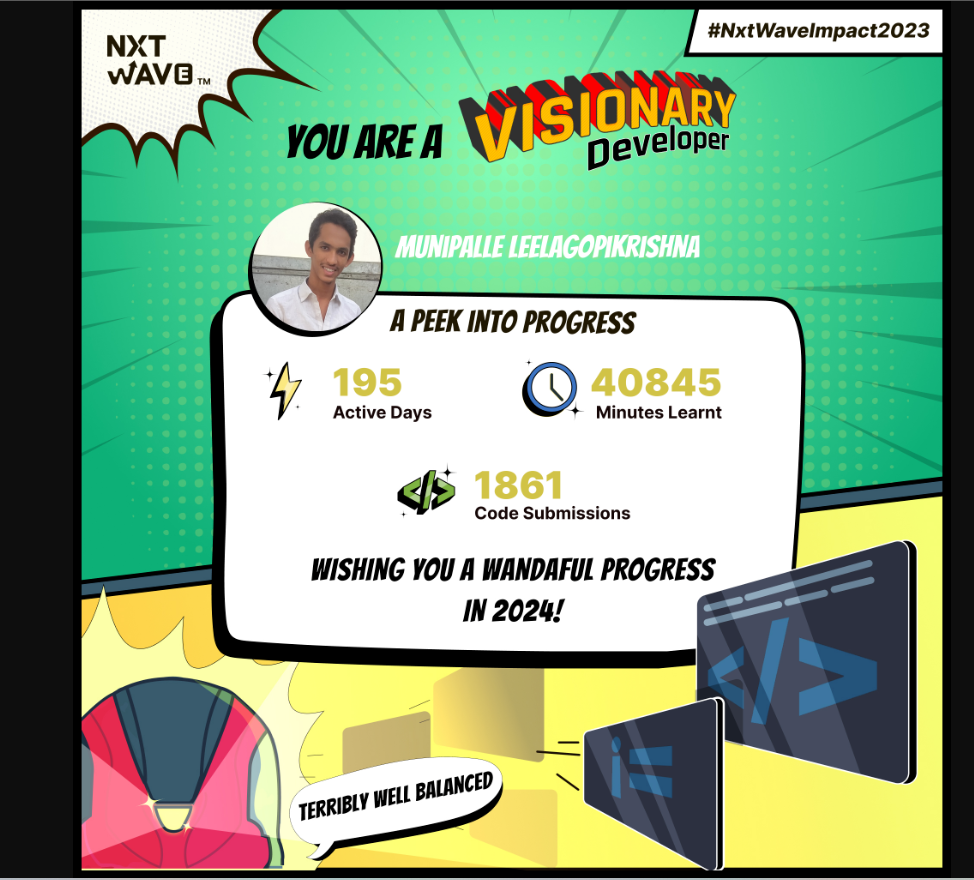 NXT
WAVE™
#NxtWaveImpact2023
YOU ARE A
VISIONARY
Developer
MUNIPALLE LEELAGOPIKRISHNA
A PEEK INTO PROGRESS
195
Active Days
40845
Minutes Learnt
</>
1861
Code Submissions
WISHING YOU A WANDAFUL PROGRESS
IN 2024!
</>
i=
TERRIBLY WELL BALANCED